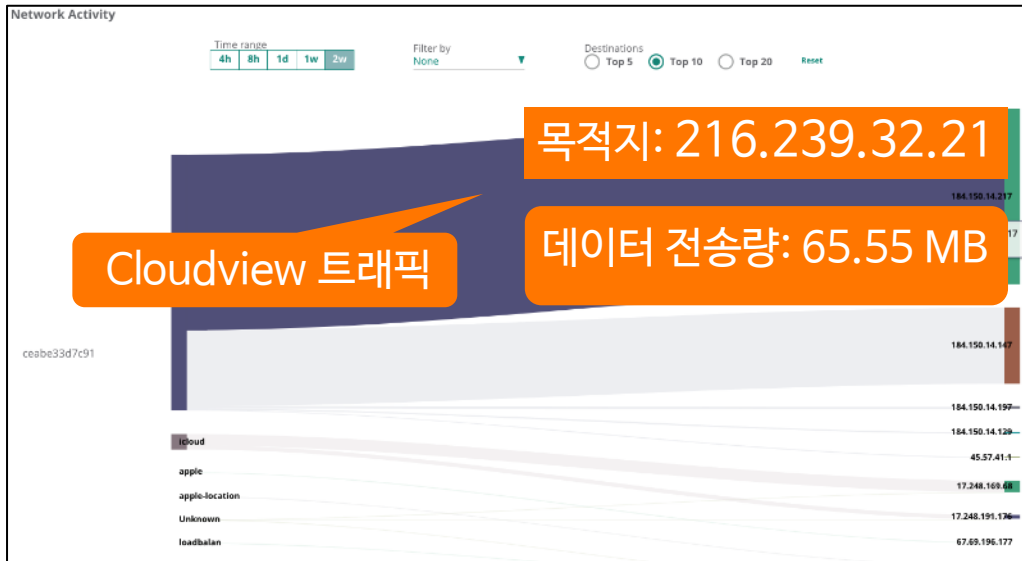 Network Activity
Time range
4h 8h 1d 1w 2w
Filter by
None
Destinations
Top 5 Top 10 Top 20 Reset
목적지: 216.239.32.21
184.150.14.217
17
데이터 전송량: 65.55 MB
Cloudview 트래픽
ceabe33d7c91
184.150.14.147
184.150.14.197
184.150.14.129
45.57.41.1
icloud
apple
17.248.169.68
apple-location
Unknown
17.248.191.176
loadbalan
67.69.196.177